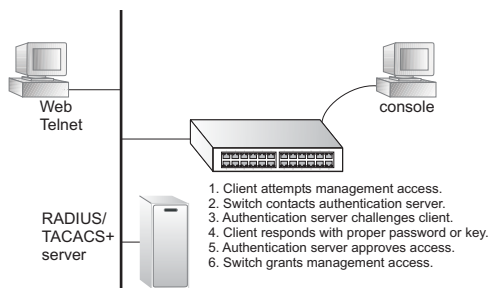 Web
Telnet
console
RADIUS/
TACACS+
server
1. Client attempts management access.
2. Switch contacts authentication server.
3. Authentication server challenges client.
4. Client responds with proper password or key.
5. Authentication server approves access.
6. Switch grants management access.